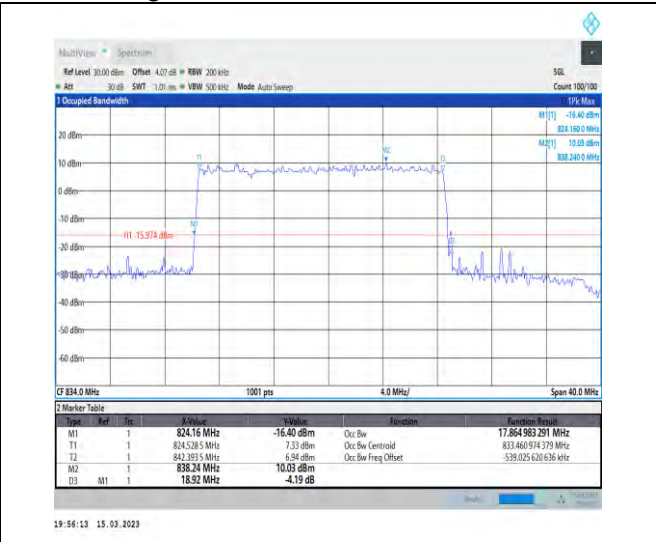 MultiView Spectrum
Ref Level 30.00 dBm Offset 4.07 dB RBW 200 kHz SGL
Att 30 dB SWT 1.01 ms VBW 500 kHz Mode Auto Sweep Count 100/100
1 Occupied Bandwidth 1Pk Max
M1[1] -16.40 dBm
824.160 0 MHz
M2[1] 10.03 dBm
838.240 0 MHz
20 dBm
10 dBm
0 dBm
-10 dBm
-20 dBm
-30 dBm
-40 dBm
-50 dBm
-60 dBm
T1
M2
T2
M1
H1 -15.974 dBm
D3
CF 834.0 MHz 1001 pts 4.0 MHz/ Span 40.0 MHz
2 Marker Table
Type Ref Trc X-Value Y-Value Function Function Result
M1 1 824.16 MHz -16.40 dBm Occ Bw 17.864 983 291 MHz
T1 1 824.528 5 MHz 7.33 dBm Occ Bw Centroid 833.460 974 379 MHz
T2 1 842.393 5 MHz 6.94 dBm Occ Bw Freq Offset -539.025 620 636 kHz
M2 1 838.24 MHz 10.03 dBm
D3 M1 1 18.92 MHz -4.19 dB
19:56:13 15.03.2023